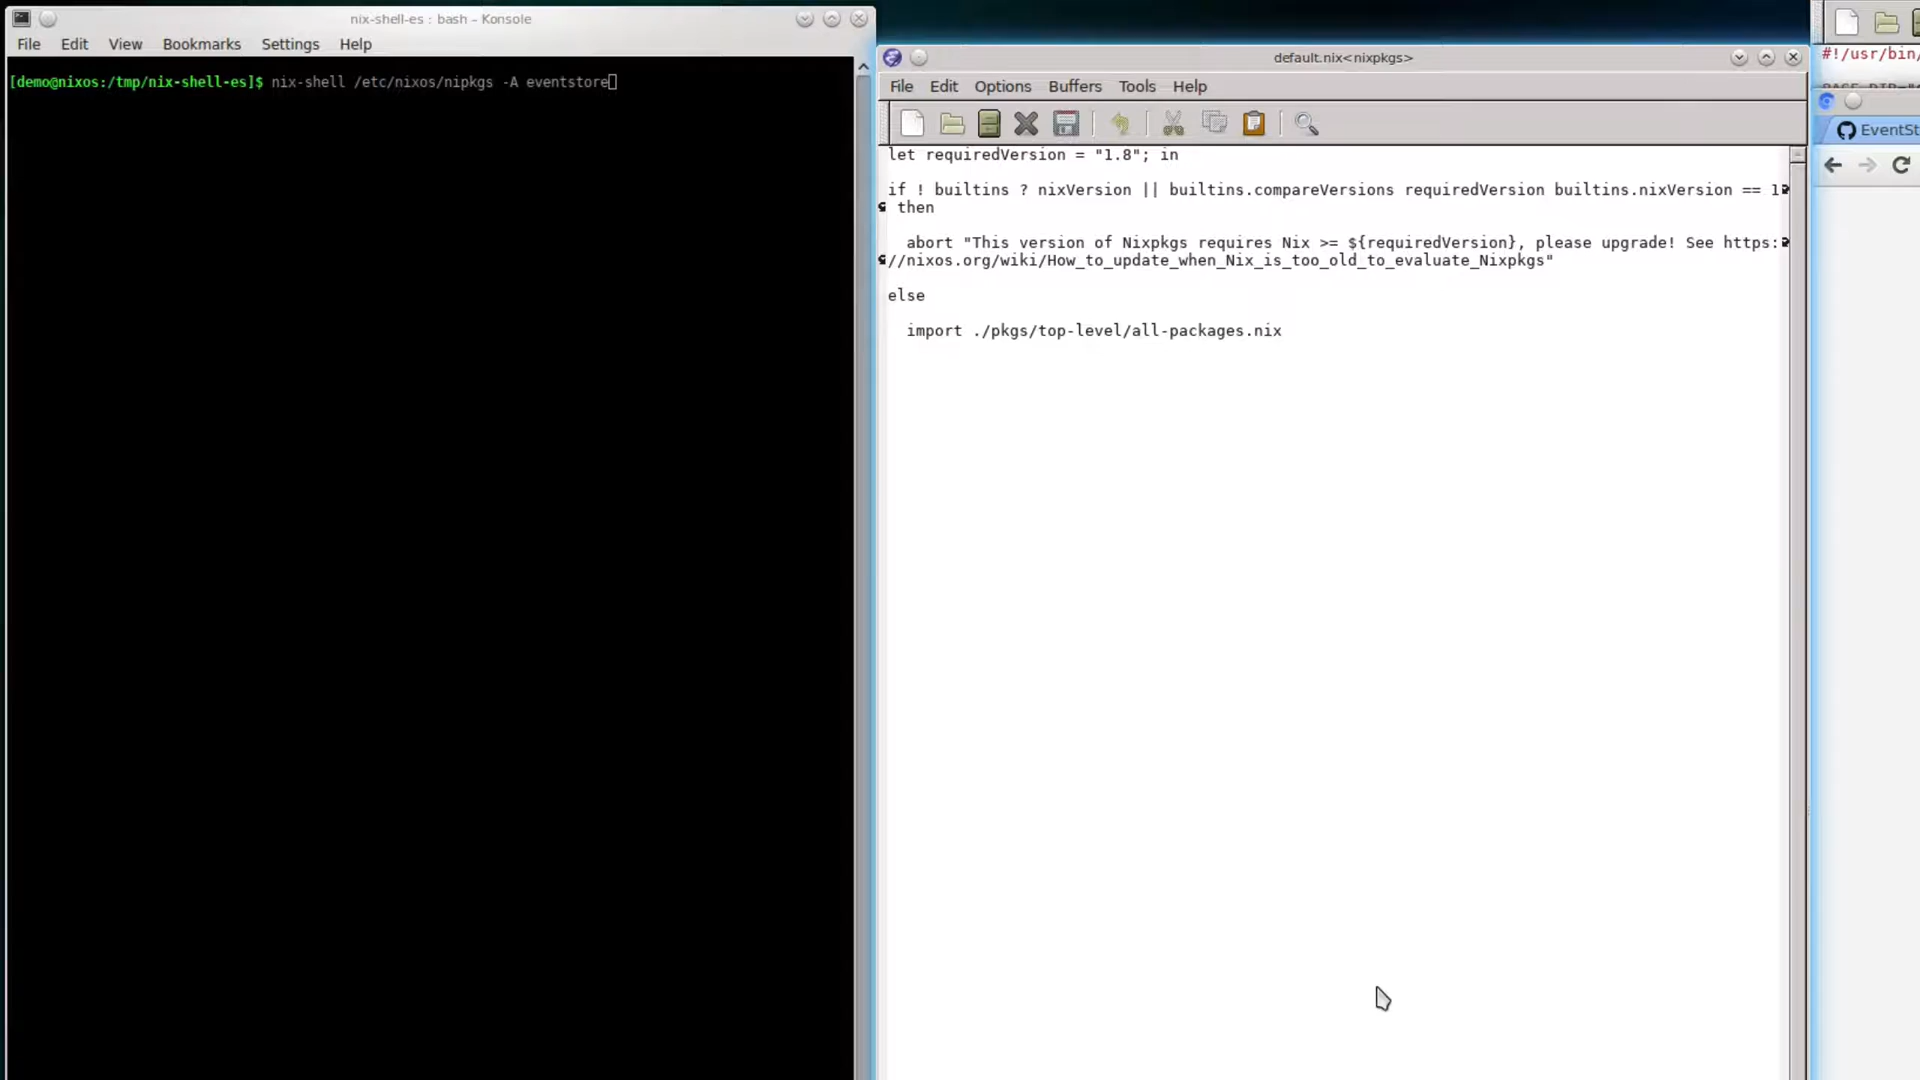 nix-shell-es : bash – Konsole
File Edit View Bookmarks Settings Help
[demo@nixos:/tmp/nix-shell-es]$ nix-shell /etc/nixos/nipkgs -A eventstore
default.nix<nixpkgs>
File Edit Options Buffers Tools Help
let requiredVersion = "1.8"; in
if ! builtins ? nixVersion || builtins.compareVersions requiredVersion builtins.nixVersion == 1
then
abort "This version of Nixpkgs requires Nix >= ${requiredVersion}, please upgrade! See https:
//nixos.org/wiki/How_to_update_when_Nix_is_too_old_to_evaluate_Nixpkgs"
else
import ./pkgs/top-level/all-packages.nix
#!/usr/bin/
EventSt